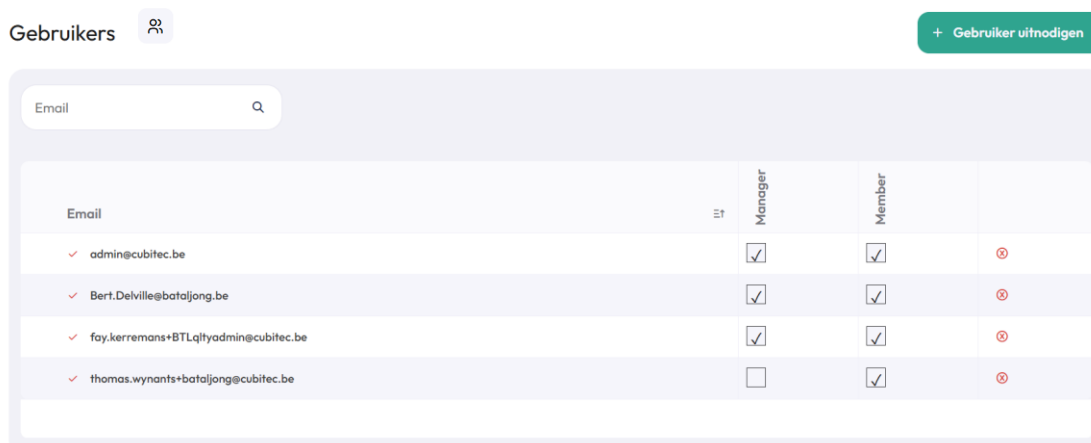 Gebruikers
+ Gebruiker uitnodigen
Email
Email
Manager
Member
admin@cubitec.be
Bert.Delville@bataljong.be
fay.kerremans+BTLqltyadmin@cubitec.be
thomas.wynants+bataljong@cubitec.be